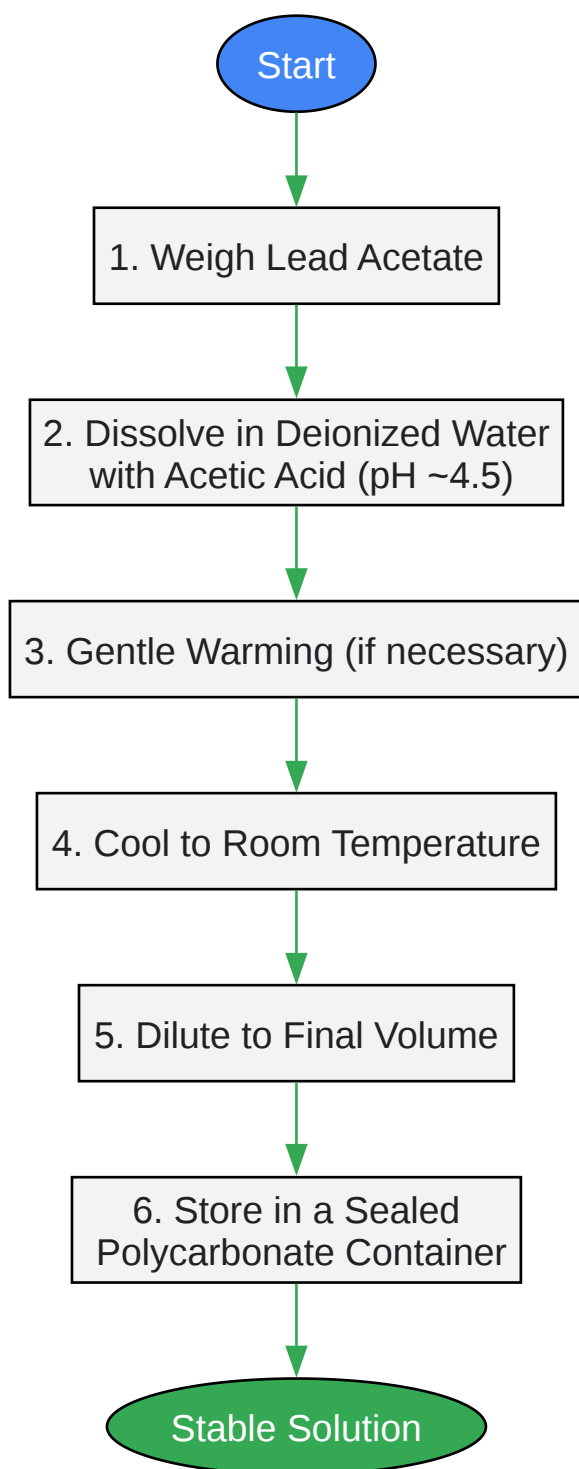 Start
1. Weigh Lead Acetate
2. Dissolve in Deionized Water
with Acetic Acid (pH ~4.5)
3. Gentle Warming (if necessary)
4. Cool to Room Temperature
5. Dilute to Final Volume
6. Store in a Sealed
Polycarbonate Container
Stable Solution